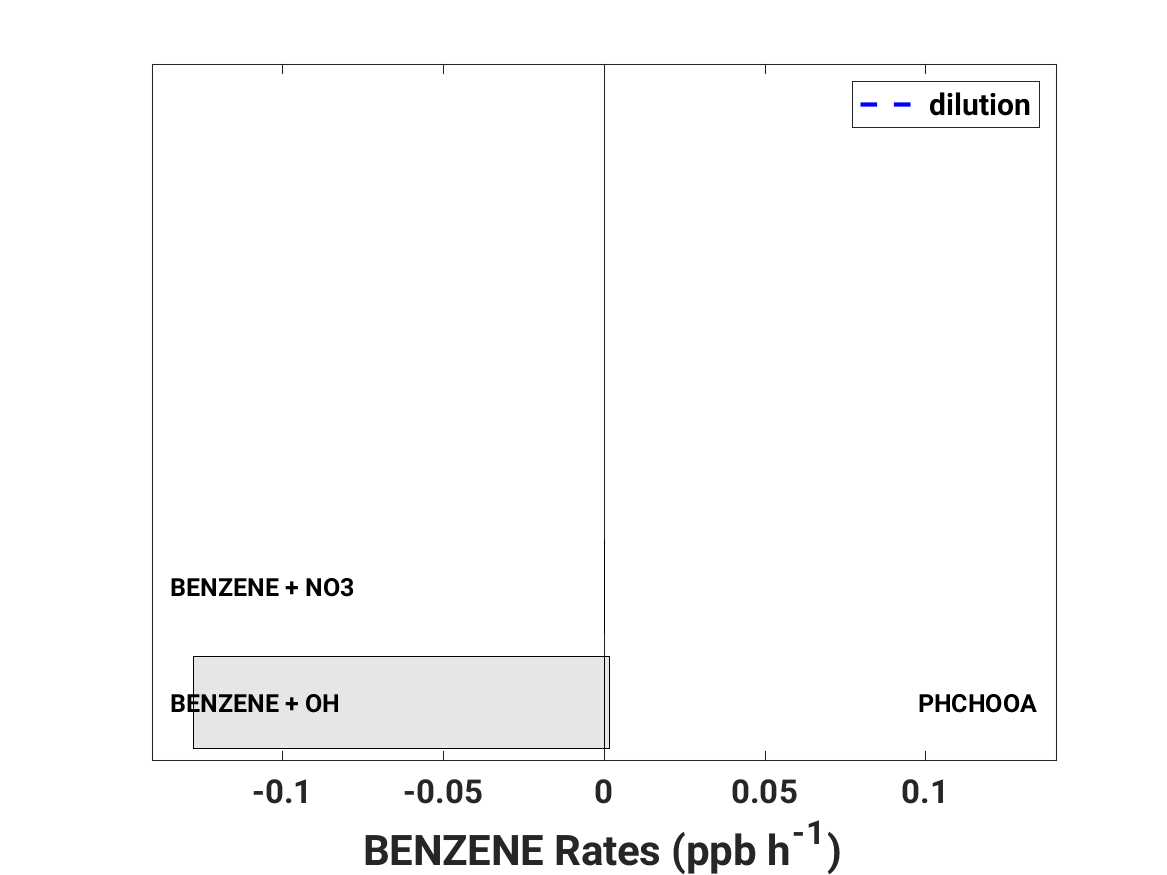 dilution
BENZENE + NO3
BENZENE + OH
PHCHOOA
-0.1 -0.05 0 0.05 0.1
BENZENE Rates (ppb h-1)